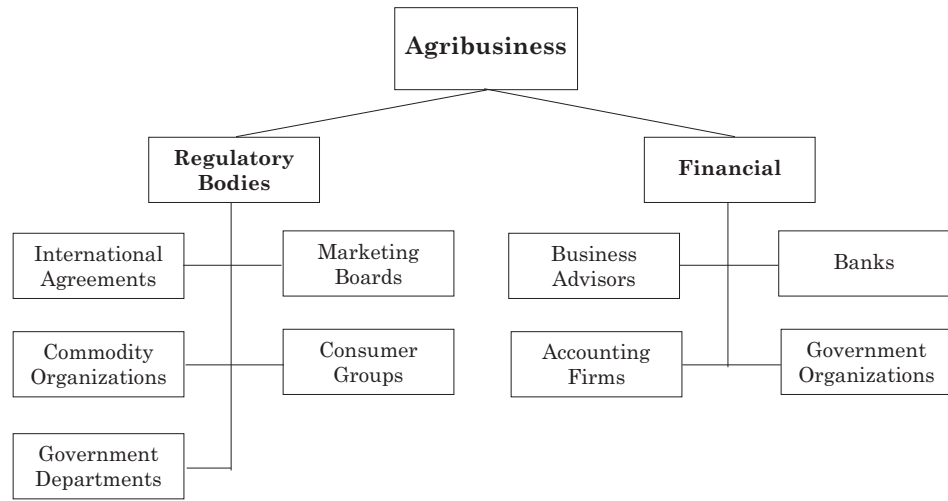 Agribusiness
Regulatory
Bodies
Financial
International
Agreements
Marketing
Boards
Business
Advisors
Banks
Commodity
Organizations
Consumer
Groups
Accounting
Firms
Government
Organizations
Government
Departments